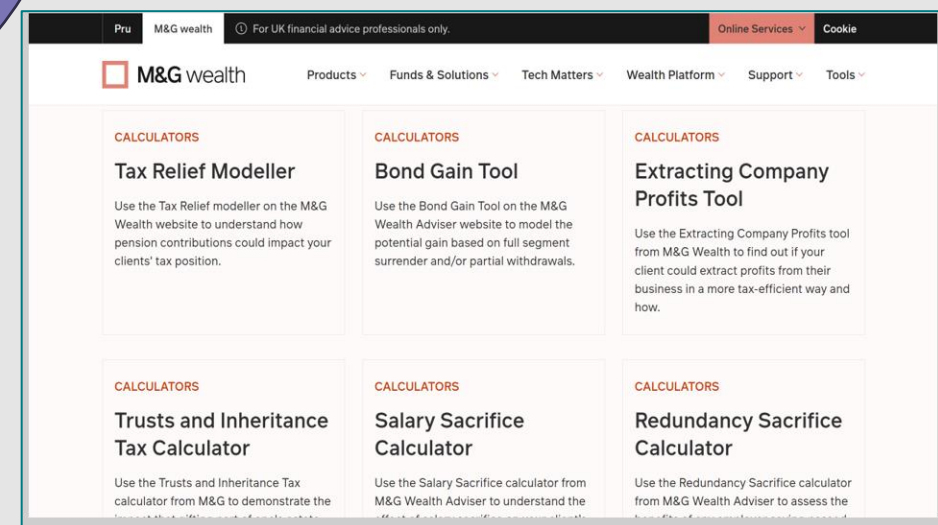 Pru M&G wealth For UK financial advice professionals only. Online Services Cookie
M&G wealth Products Funds & Solutions Tech Matters Wealth Platform Support Tools
CALCULATORS
Tax Relief Modeller
Use the Tax Relief modeller on the M&G
Wealth website to understand how
pension contributions could impact your
clients' tax position.
CALCULATORS
Bond Gain Tool
Use the Bond Gain Tool on the M&G
Wealth Adviser website to model the
potential gain based on full segment
surrender and/or partial withdrawals.
CALCULATORS
Extracting Company
Profits Tool
Use the Extracting Company Profits tool
from M&G Wealth to find out if your
client could extract profits from their
business in a more tax-efficient way and
how.
CALCULATORS
Trusts and Inheritance
Tax Calculator
Use the Trusts and Inheritance Tax
calculator from M&G to demonstrate the
CALCULATORS
Salary Sacrifice
Calculator
Use the Salary Sacrifice calculator from
M&G Wealth Adviser to understand the
CALCULATORS
Redundancy Sacrifice
Calculator
Use the Redundancy Sacrifice calculator
from M&G Wealth Adviser to assess the